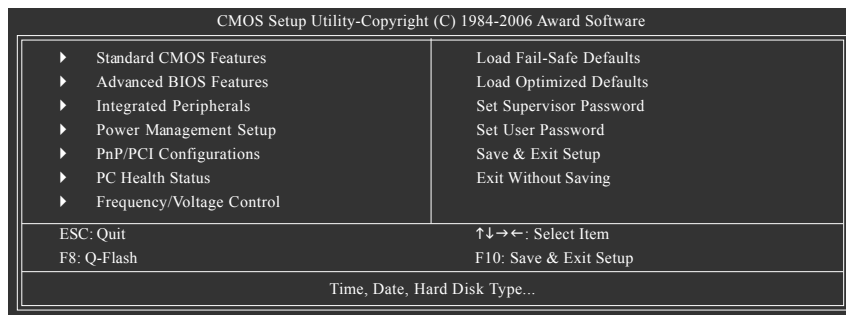 CMOS Setup Utility-Copyright (C) 1984-2006 Award Software
Standard CMOS Features
Advanced BIOS Features
Integrated Peripherals
Power Management Setup
PnP/PCI Configurations
PC Health Status
Frequency/Voltage Control
Load Fail-Safe Defaults
Load Optimized Defaults
Set Supervisor Password
Set User Password
Save & Exit Setup
Exit Without Saving
ESC: Quit
F8: Q-Flash
↑↓→←: Select Item
F10: Save & Exit Setup
Time, Date, Hard Disk Type...